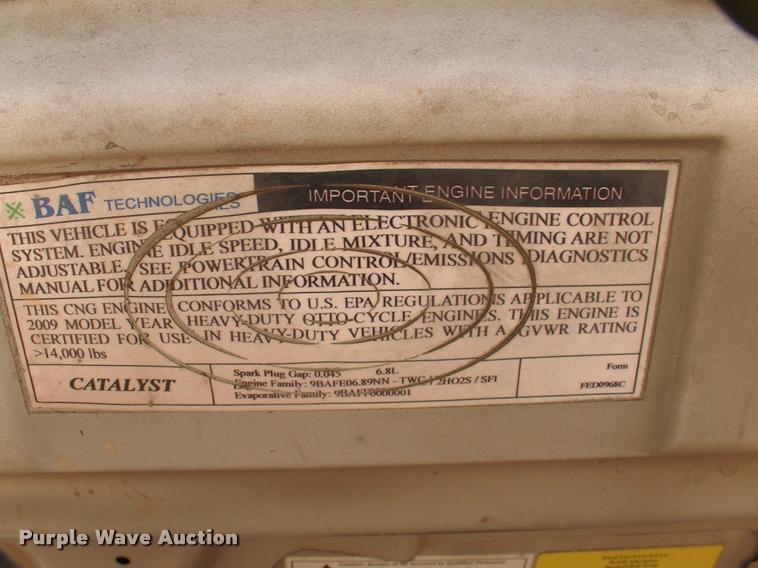 BAF TECHNOLOGIES
IMPORTANT ENGINE INFORMATION
THIS VEHICLE IS EQUIPPED WITH AN ELECTRONIC ENGINE CONTROL
SYSTEM. ENGINE IDLE SPEED, IDLE MIXTURE, AND TIMING ARE NOT
ADJUSTABLE. SEE POWERTRAIN CONTROL/EMISSIONS DIAGNOSTICS
MANUAL FOR ADDITIONAL INFORMATION.
THIS CNG ENGINE CONFORMS TO U.S. EPA REGULATIONS APPLICABLE TO
2009 MODEL YEAR HEAVY-DUTY OTTO-CYCLE ENGINES. THIS ENGINE IS
CERTIFIED FOR USE IN HEAVY-DUTY VEHICLES WITH A GVWR RATING
>14,000 lbs
CATALYST
Spark Plug Gap: 0.045 6.8L
Engine Family: 9BAFE06.89NN - TWC / 2HO2S / SFI
Evaporative Family:
Form
FED0968C
Purple Wave Auction